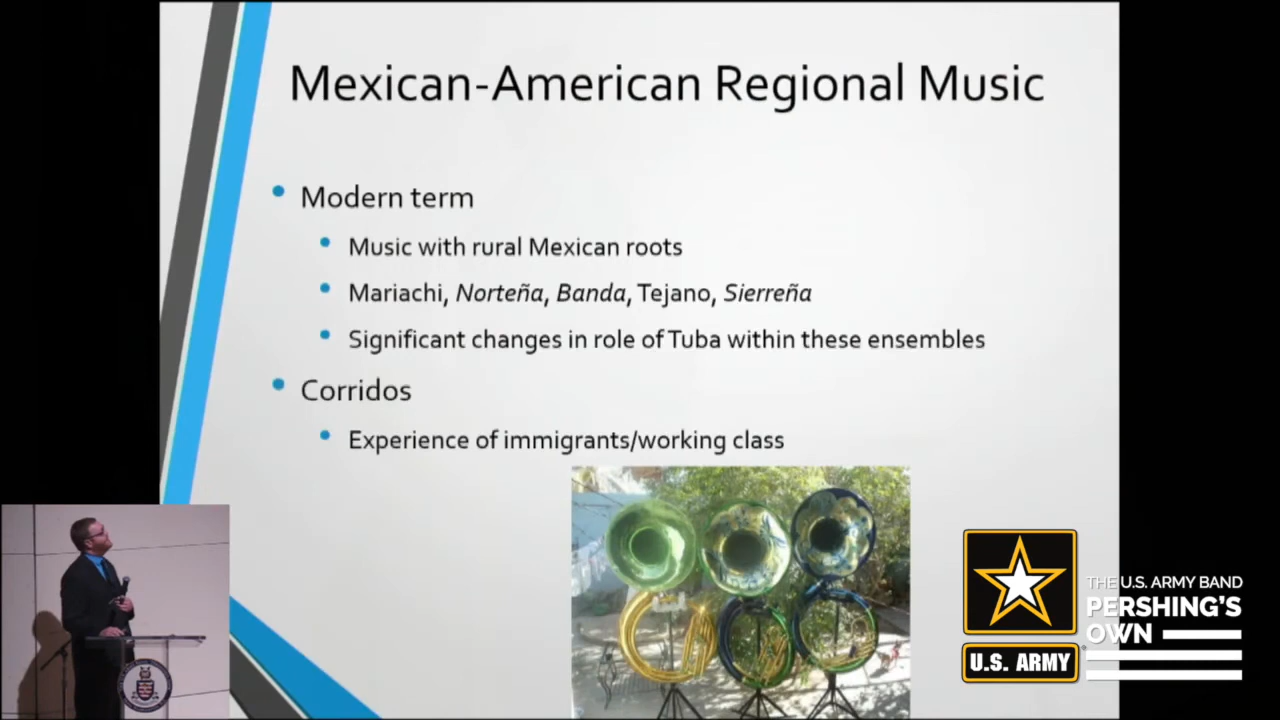 Mexican-American Regional Music
Modern term
Music with rural Mexican roots
Mariachi, Norteña, Banda, Tejano, Sierreña
Significant changes in role of Tuba within these ensembles
Corridos
Experience of immigrants/working class
THE U.S. ARMY BAND
PERSHING'S
OWN
U.S. ARMY